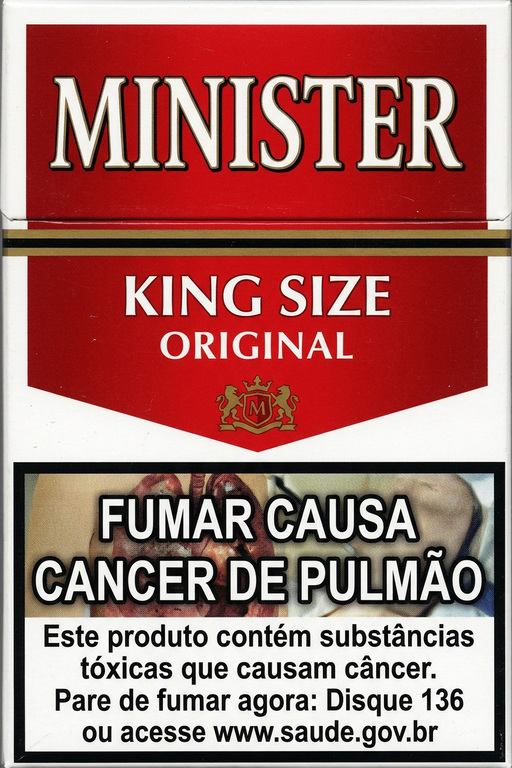 MINISTER
KING SIZE
ORIGINAL
M
FUMAR CAUSA
CANCER DE PULMÃO
Este produto contém substâncias
tóxicas que causam câncer.
Pare de fumar agora: Disque 136
ou acesse www.saude.gov.br